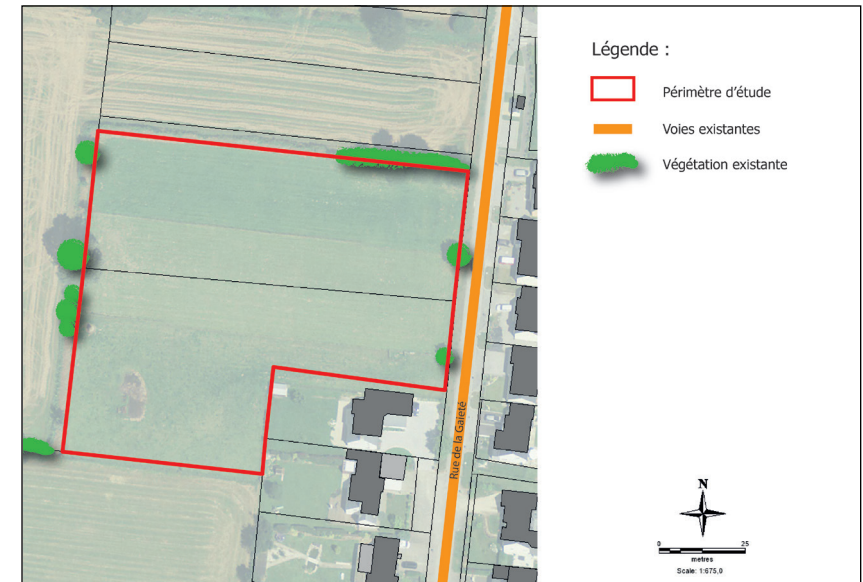 Légende :
Périmètre d'étude
Voies existantes
Végétation existante
Rue de la Gaieté
N
0 25
metres
Scale: 1:675,0